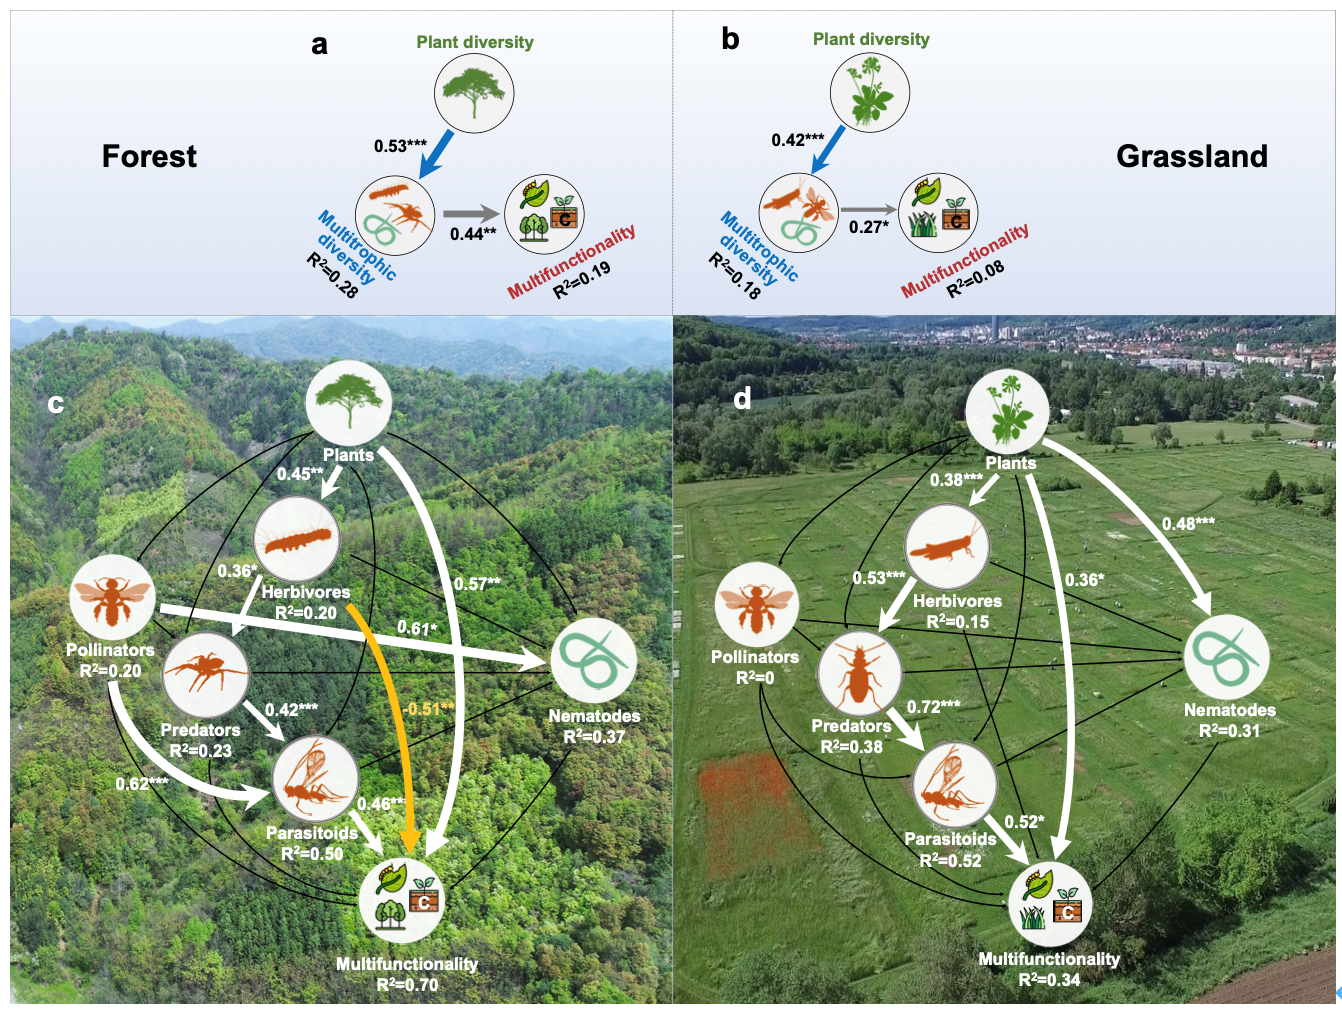 a
Plant diversity
0.53***
Forest
0.44**
Multitrophic
diversity
R²=0.28
Multifunctionality
R²=0.19
C
b
Plant diversity
0.42***
Grassland
0.27*
Multitrophic
diversity
R²=0.18
Multifunctionality
R²=0.08
C
c
Plants
0.45**
0.36*
Herbivores
R²=0.20
0.57**
0.61*
Pollinators
R²=0.20
Predators
R²=0.23
0.42***
-0.51**
Nematodes
R²=0.37
0.62***
0.46**
Parasitoids
R²=0.50
C
Multifunctionality
R²=0.70
d
Plants
0.38***
0.48***
0.53***
0.36*
Herbivores
R²=0.15
Pollinators
R²=0
Predators
R²=0.38
0.72***
Nematodes
R²=0.31
Parasitoids
R²=0.52
0.52*
C
Multifunctionality
R²=0.34